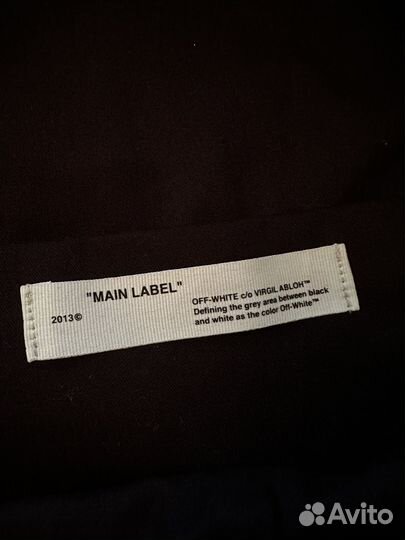 "MAIN LABEL"
2013©
OFF-WHITE c/o VIRGIL ABLOH™
Defining the grey area between black
and white as the color Off-White™
Avito